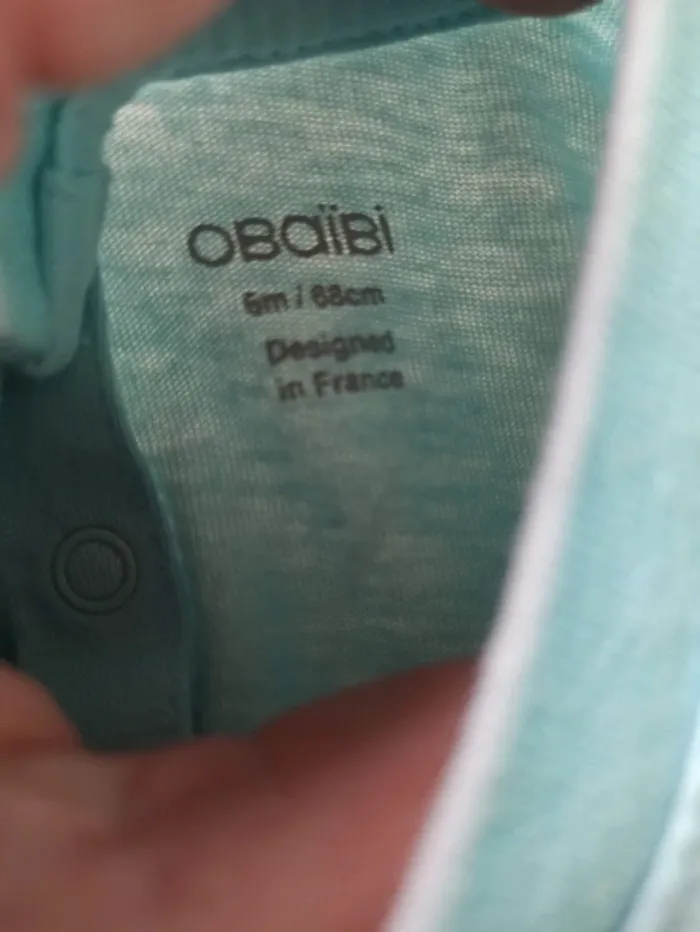 OBaïBi
6m / 68cm
Designed
in France